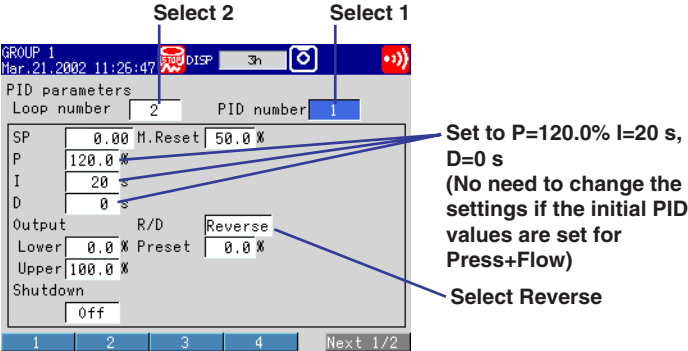 Select 2 Select 1
GROUP 1
Mar.21.2002 11:26:47 STOP DISP 3h
PID parameters
Loop number 2 PID number 1
SP 0.00 M.Reset 50.0 %
P 120.0 %
I 20 s
D 0 s
Output R/D Reverse
Lower 0.0 % Preset 0.0 %
Upper 100.0 %
Shutdown
Off
1 2 3 4 Next 1/2
Set to P=120.0% I=20 s,
D=0 s
(No need to change the
settings if the initial PID
values are set for
Press+Flow)
Select Reverse